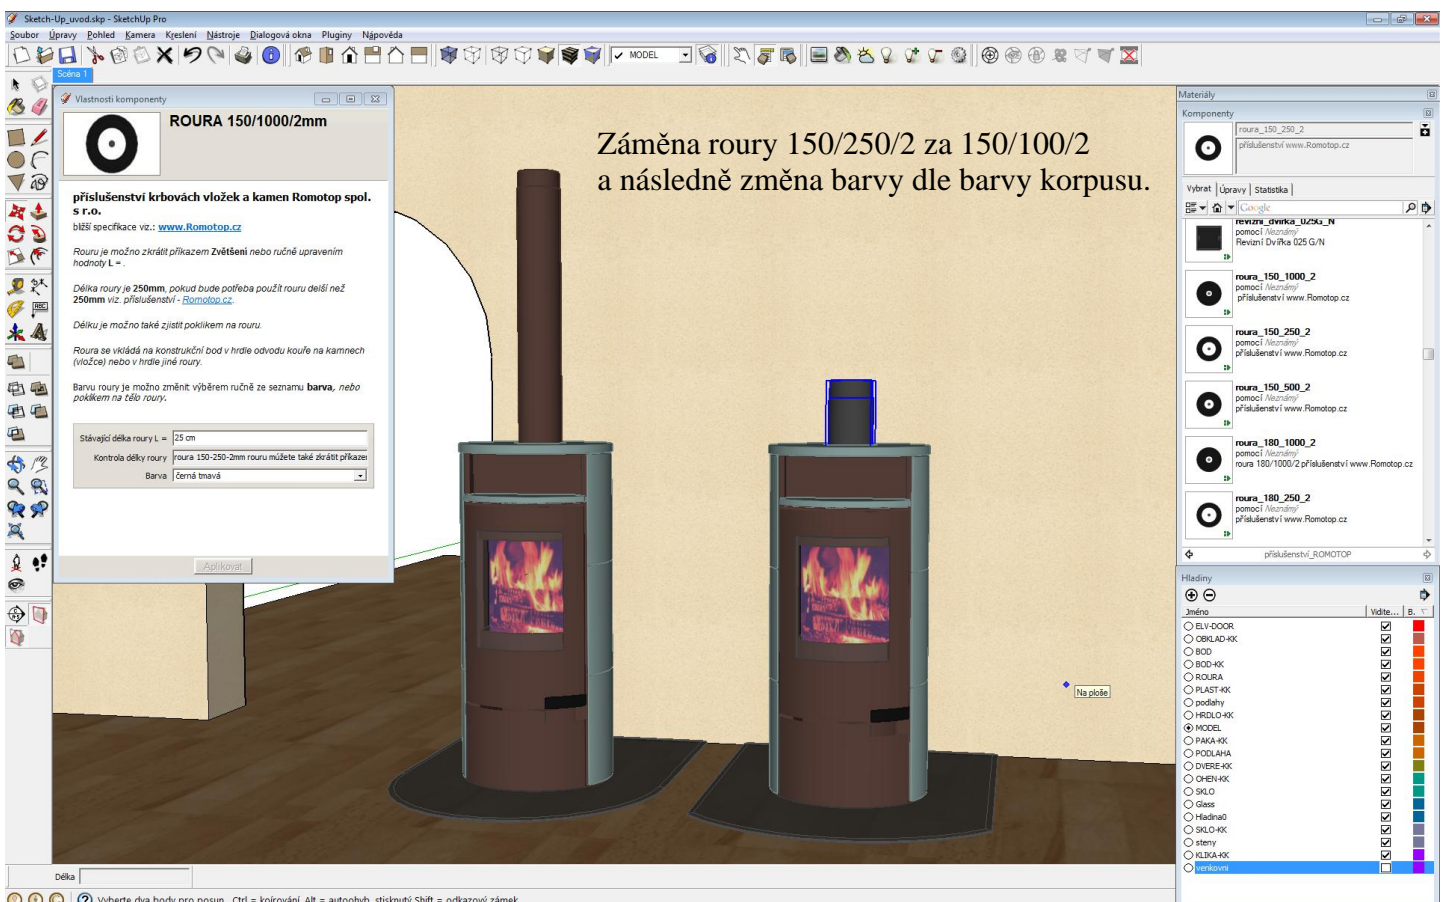 Sketch-Up_uvod.skp - SketchUp Pro
Soubor Úpravy Pohled Kamera Kreslení Nástroje Dialogová okna Pluginy Nápověda
MODEL
Scéna 1
Vlastnosti komponenty
ROURA 150/1000/2mm
příslušenství krbovách vložek a kamen Romotop spol.
s r.o.
bližší specifikace viz.: www.Romotop.cz
Rouru je možno zkrátit příkazem Zvětšeni nebo ručně upravením
hodnoty L = .
Délka roury je 250mm, pokud bude potřeba použít rouru delší než
250mm viz. příslušenství - Romotop.cz.
Délku je možno také zjistit poklikem na rouru.
Roura se vkládá na konstrukční bod v hrdle odvodu kouře na kamnech
(vložce) nebo v hrdle jiné roury.
Barvu roury je možno změnit výběrem ručně ze seznamu barva, nebo
poklikem na tělo roury.
Stávající délka roury L = 25 cm
Kontrola délky roury roura 150-250-2mm rouru můžete také zkrátit příkazer
Barva černá tmavá
Aplikovat
Záměna roury 150/250/2 za 150/100/2
a následně změna barvy dle barvy korpusu.
Na ploše
Materiály
Komponenty
roura_150_250_2
příslušenství www.Romotop.cz
Vybrat Úpravy Statistika
Google
revizni_dvirka_025G_N
pomocí Neznámý
Revizní Dvířka 025 G/N
roura_150_1000_2
pomocí Neznámý
příslušenství www.Romotop.cz
roura_150_250_2
pomocí Neznámý
příslušenství www.Romotop.cz
roura_150_500_2
pomocí Neznámý
příslušenství www.Romotop.cz
roura_180_1000_2
pomocí Neznámý
roura 180/1000/2 příslušenství www.Romotop.cz
roura_180_250_2
pomocí Neznámý
příslušenství www.Romotop.cz
příslušenství_ROMOTOP
Hladiny
Jméno Vidite... B.
ELV-DOOR
OBKLAD-KK
BOD
BOD-KK
ROURA
PLAST-KK
podlahy
HRDLO-KK
MODEL
PAKA-KK
PODLAHA
DVERE-KK
OHEN-KK
SKLO
Glass
Hladina0
SKLO-KK
steny
KLIKA-KK
venkovni
Délka
Vyberte dva body pro posun. Ctrl = kopírování, Alt = autoohyb, stisknutý Shift = odkazový zámek